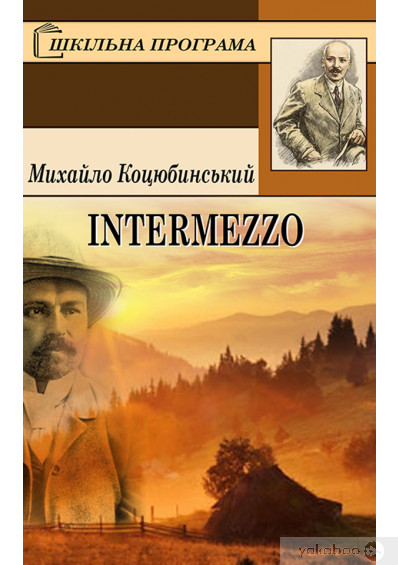 ШКІЛЬНА ПРОГРАМА
Михайло Коцюбинський
INTERMEZZO
yakaboo